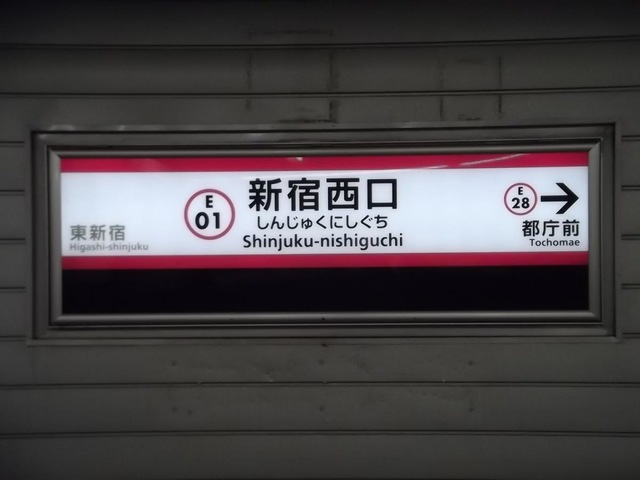 東新宿
Higashi-shinjuku
E
01
新宿西口
しんじゅくにしぐち
Shinjuku-nishiguchi
E
28
都庁前
Tochomae